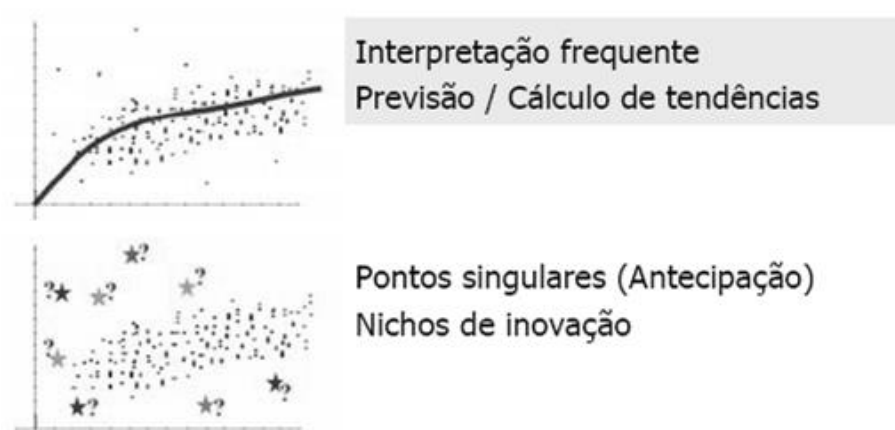 Interpretação frequente
Previsão / Cálculo de tendências
?
?
?
?
?
Pontos singulares (Antecipação)
Nichos de inovação
?
?
?